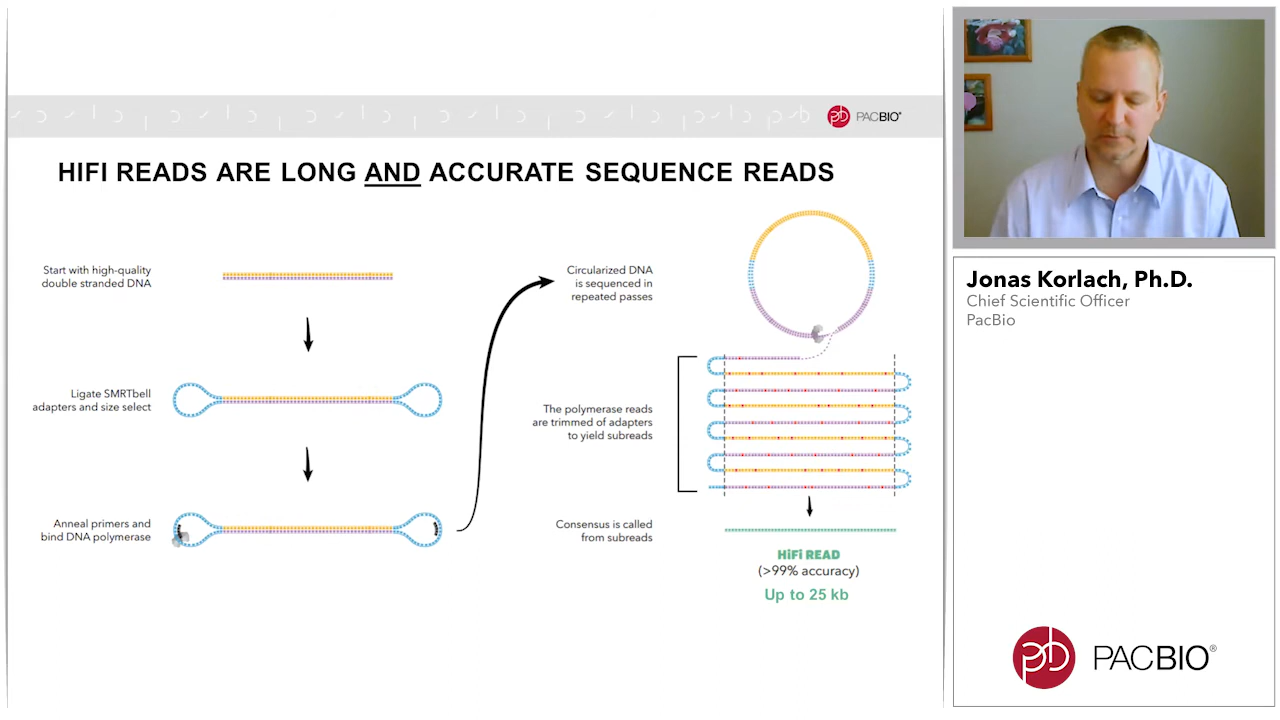 PACBIO®
HIFI READS ARE LONG AND ACCURATE SEQUENCE READS
Start with high-quality
double stranded DNA
Ligate SMRTbell
adapters and size select
Anneal primers and
bind DNA polymerase
Circularized DNA
is sequenced in
repeated passes
The polymerase reads
are trimmed of adapters
to yield subreads
Consensus is called
from subreads
HiFi READ
(>99% accuracy)
Up to 25 kb
Jonas Korlach, Ph.D.
Chief Scientific Officer
PacBio
PACBIO®